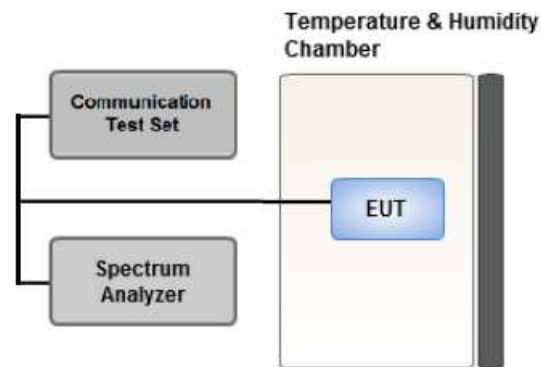 Temperature & Humidity
Chamber
Communication
Test Set
EUT
Spectrum
Analyzer